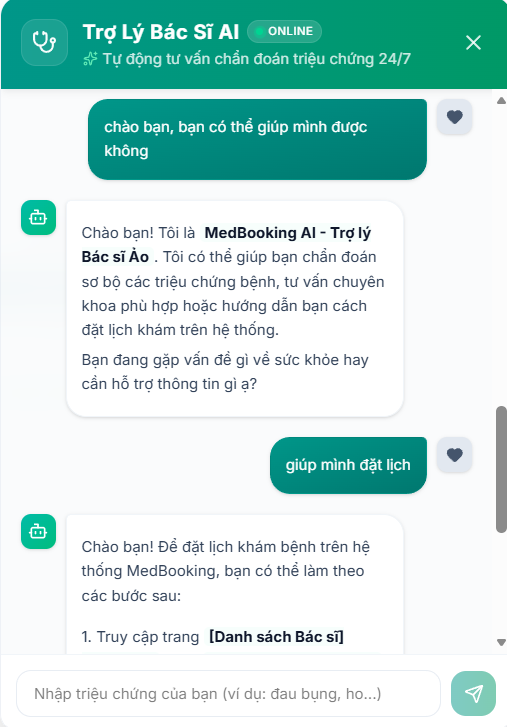 Trợ Lý Bác Sĩ AI ONLINE
Tự động tư vấn chẩn đoán triệu chứng 24/7
chào bạn, bạn có thể giúp mình được
không
Chào bạn! Tôi là MedBooking AI - Trợ lý
Bác sĩ Ảo . Tôi có thể giúp bạn chẩn đoán
sơ bộ các triệu chứng bệnh, tư vấn chuyên
khoa phù hợp hoặc hướng dẫn bạn cách
đặt lịch khám trên hệ thống.
Bạn đang gặp vấn đề gì về sức khỏe hay
cần hỗ trợ thông tin gì ạ?
giúp mình đặt lịch
Chào bạn! Để đặt lịch khám bệnh trên hệ
thống MedBooking, bạn có thể làm theo
các bước sau:
1. Truy cập trang [Danh sách Bác sĩ]
Nhập triệu chứng của bạn (ví dụ: đau bụng, ho...)